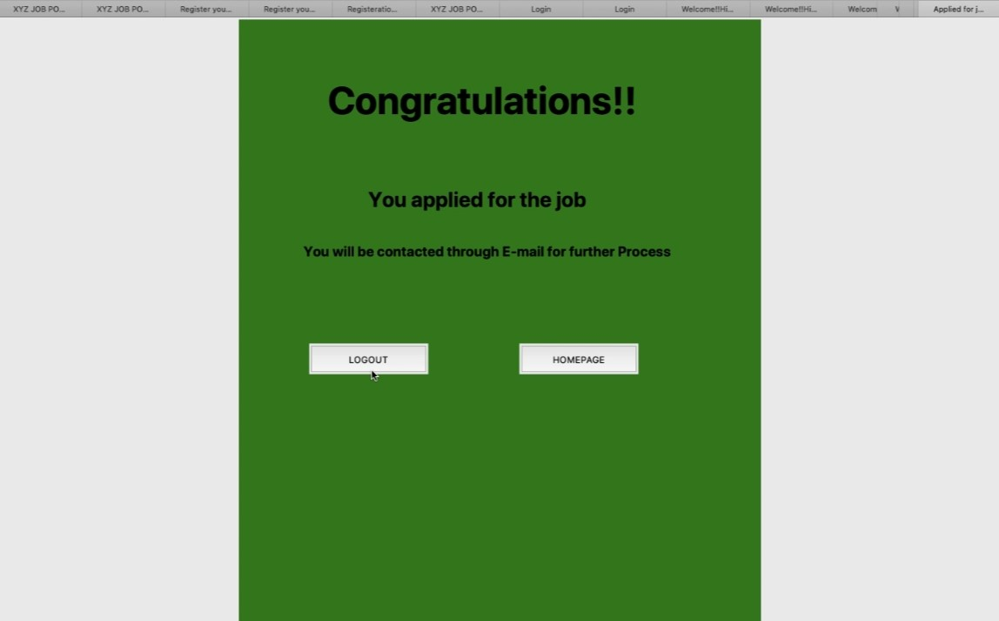 XYZ JOB PO... XYZ JOB PO... Register you... Register you... Registeratio... XYZ JOB PO... Login Login Welcome!!Hi... Welcome!!Hi... Welcom Applied for j...
Congratulations!!
You applied for the job
You will be contacted through E-mail for further Process
LOGOUT HOMEPAGE